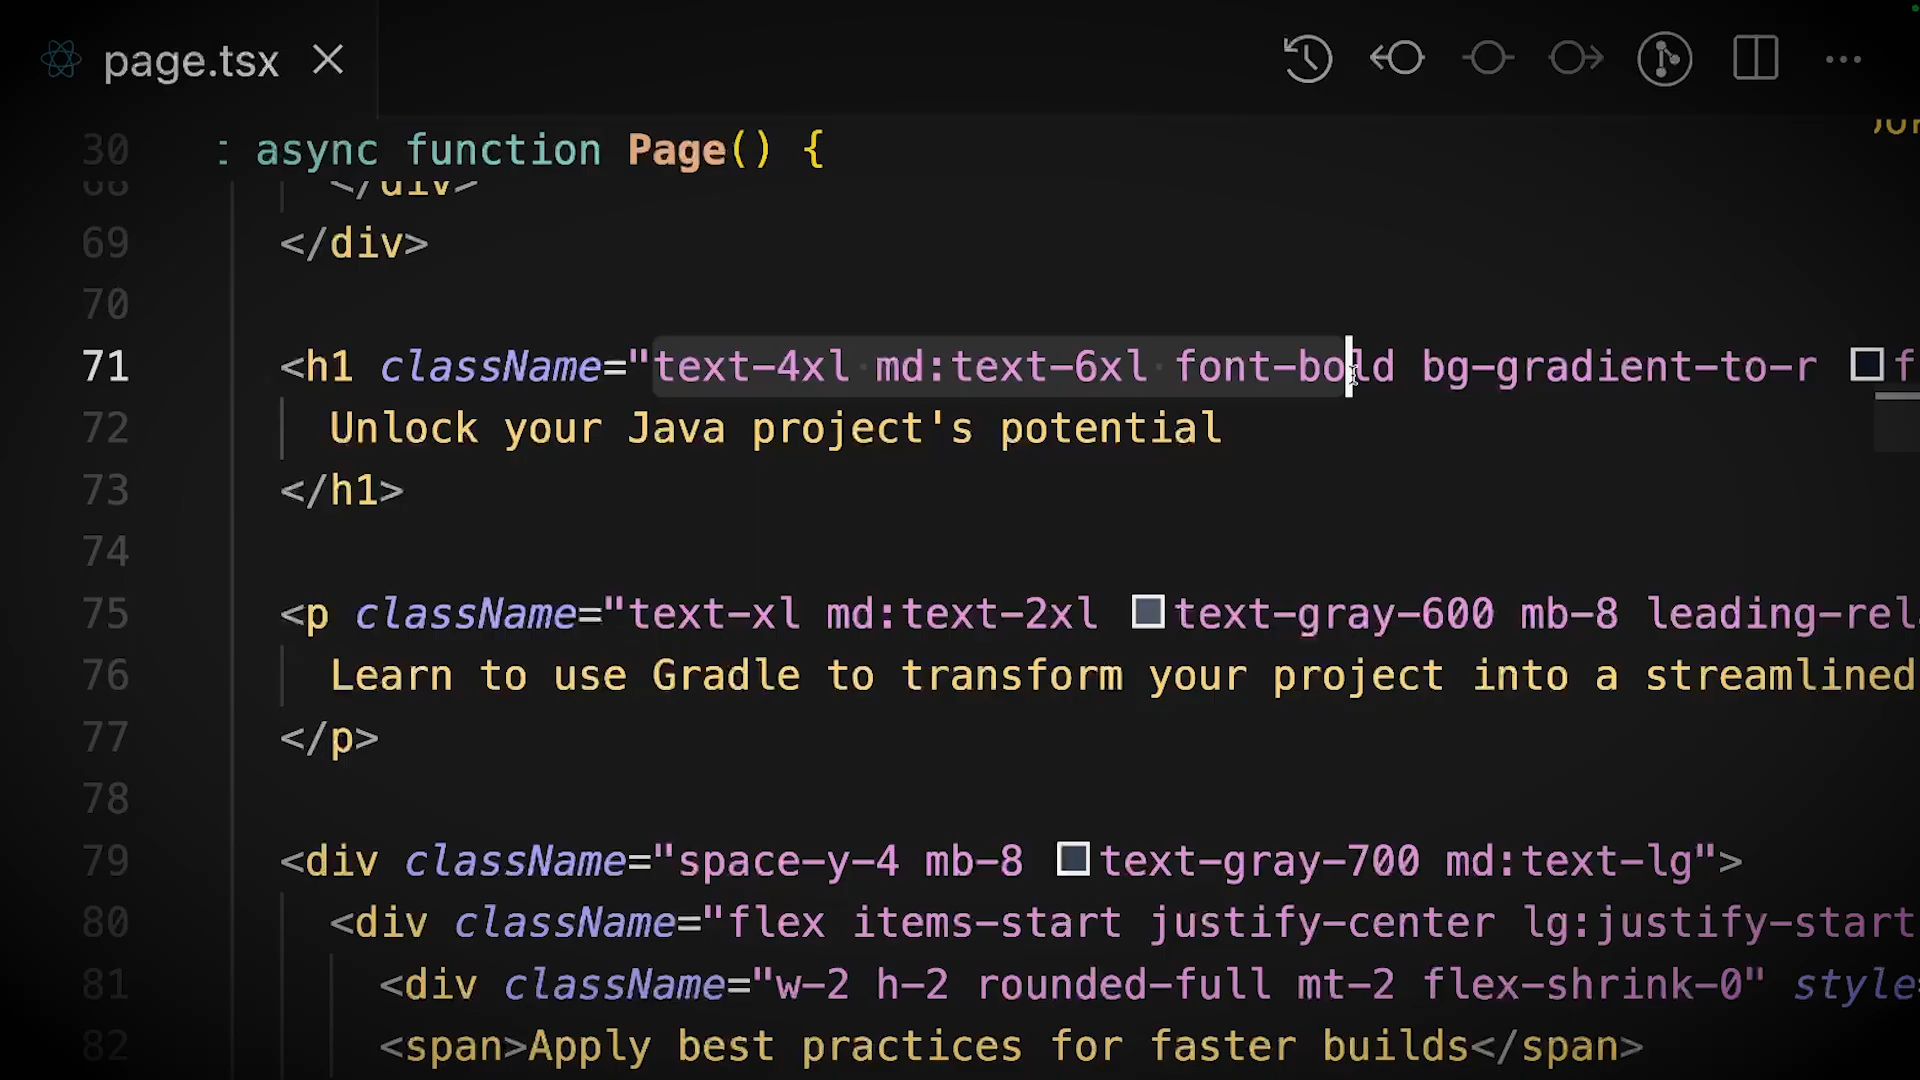 page.tsx
30 : async function Page() {
68 </div>
69 </div>
70
71 <h1 className="text-4xl md:text-6xl font-bold bg-gradient-to-r f
72 Unlock your Java project's potential
73 </h1>
74
75 <p className="text-xl md:text-2xl text-gray-600 mb-8 leading-rel
76 Learn to use Gradle to transform your project into a streamlined
77 </p>
78
79 <div className="space-y-4 mb-8 text-gray-700 md:text-lg">
80 <div className="flex items-start justify-center lg:justify-start
81 <div className="w-2 h-2 rounded-full mt-2 flex-shrink-0" style=
82 <span>Apply best practices for faster builds</span>